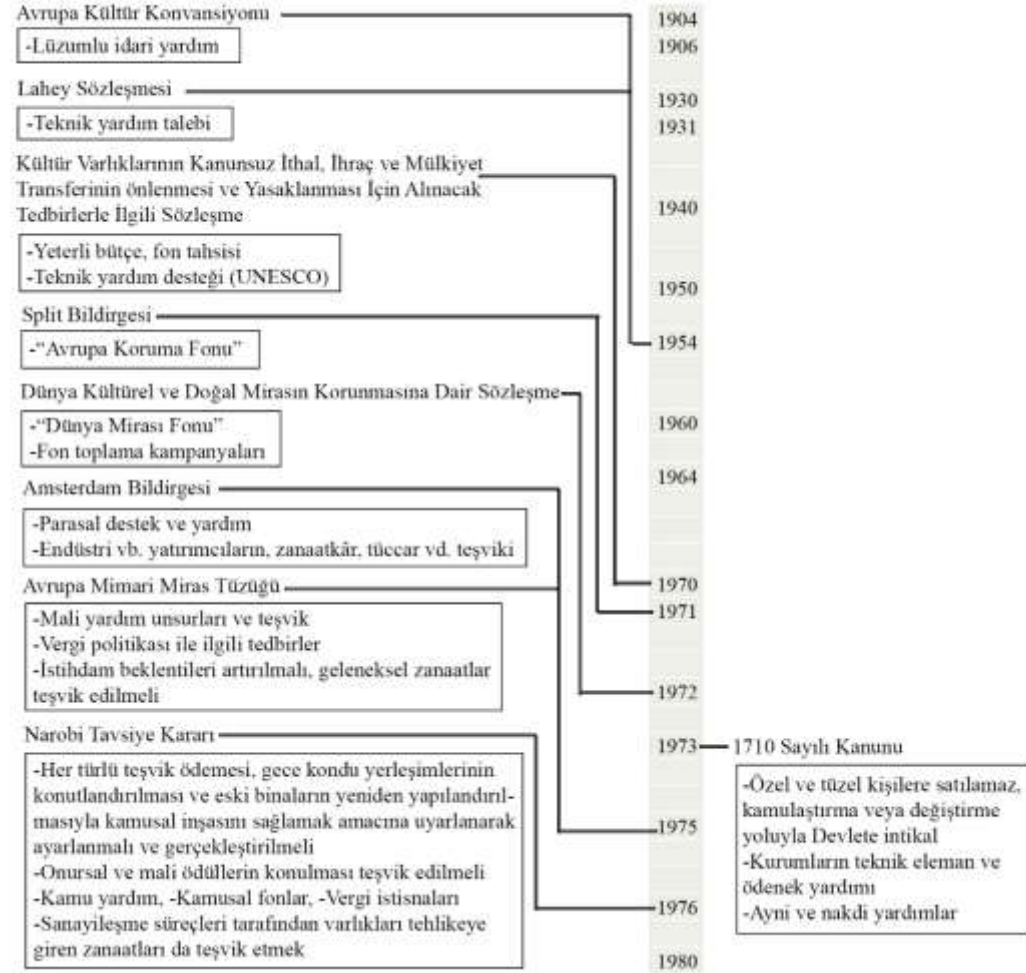 Avrupa Kültür Konvansiyonu
-Lüzumlu idari yardım
Lahey Sözleşmesi
-Teknik yardım talebi
Kültür Varlıklarının Kanunsuz İthal, İhraç ve Mülkiyet
Transferinin önlenmesi ve Yasaklanması İçin Alınacak
Tedbirlerle İlgili Sözleşme
-Yeterli bütçe, fon tahsisi
-Teknik yardım desteği (UNESCO)
Split Bildirgesi
-“Avrupa Koruma Fonu”
Dünya Kültürel ve Doğal Mirasın Korunmasına Dair Sözleşme
-“Dünya Mirası Fonu”
-Fon toplama kampanyaları
Amsterdam Bildirgesi
-Parasal destek ve yardım
-Endüstri vb. yatırımcıların, zanaatkâr, tüccar vd. teşviki
Avrupa Mimari Miras Tüzüğü
-Mali yardım unsurları ve teşvik
-Vergi politikası ile ilgili tedbirler
-İstihdam beklentileri artırılmalı, geleneksel zanaatlar
teşvik edilmeli
Narobi Tavsiye Kararı
-Her türlü teşvik ödemesi, gece kondu yerleşimlerinin
konutlandırılması ve eski binaların yeniden yapılandırıl-
masıyla kamusal inşasını sağlamak amacına uyarlanarak
ayarlanmalı ve gerçekleştirilmeli
-Onursal ve mali ödüllerin konulması teşvik edilmeli
-Kamu yardım, -Kamusal fonlar, -Vergi istisnaları
-Sanayileşme süreçleri tarafından varlıkları tehlikeye
giren zanaatları da teşvik etmek
1904
1906
1930
1931
1940
1950
1954
1960
1964
1970
1971
1972
1973
1975
1976
1980
1710 Sayılı Kanunu
-Özel ve tüzel kişilere satılamaz,
kamulaştırma veya değiştirme
yoluyla Devlete intikal
-Kurumların teknik eleman ve
ödenek yardımı
-Ayni ve nakdi yardımlar